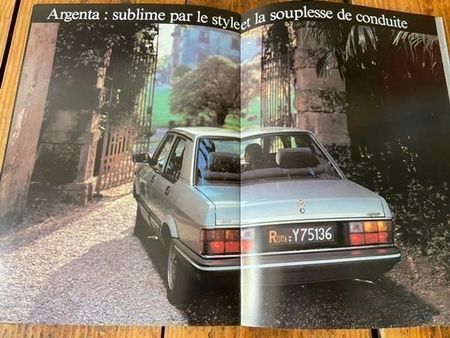 Argenta : sublime par le style et la souplesse de conduite
ROMA Y75136